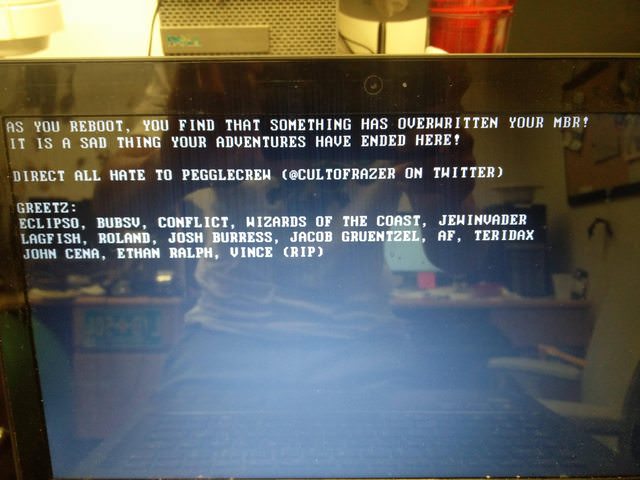 AS YOU REBOOT, YOU FIND THAT SOMETHING HAS OVERWRITTEN YOUR MBR!
IT IS A SAD THING YOUR ADVENTURES HAVE ENDED HERE!
DIRECT ALL HATE TO PEGGLECREW (@CULTOFRAZER ON TWITTER)
GREETZ:
ECLIPSO, BUBSV, CONFLICT, WIZARDS OF THE COAST, JEWINVADER
LAGFISH, ROLAND, JOSH BURRESS, JACOB GRUENTZEL, AF, TERIDAX
JOHN CENA, ETHAN RALPH, VINCE (RIP)